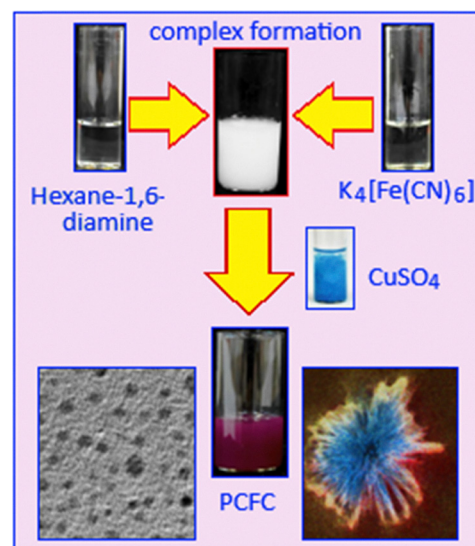 complex formation
Hexane-1,6-
diamine
K₄[Fe(CN)₆]
CuSO₄
PCFC